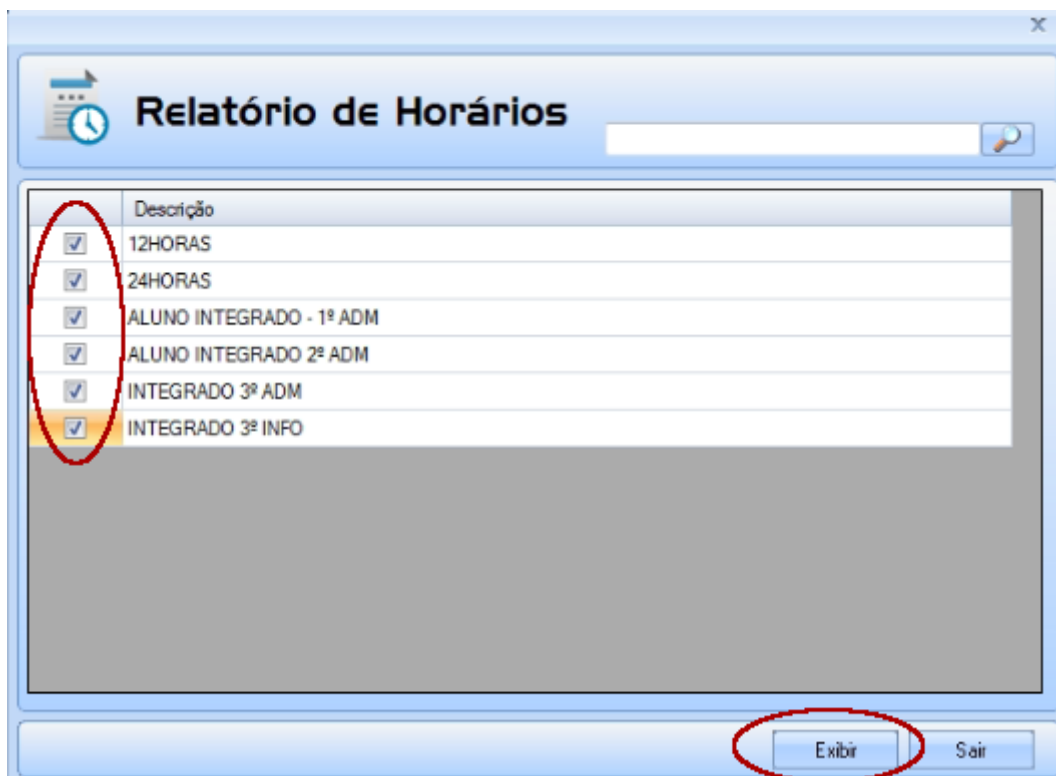 x
Relatório de Horários
Descrição
12HORAS
24HORAS
ALUNO INTEGRADO - 1º ADM
ALUNO INTEGRADO 2º ADM
INTEGRADO 3º ADM
INTEGRADO 3º INFO
Exibir Sair